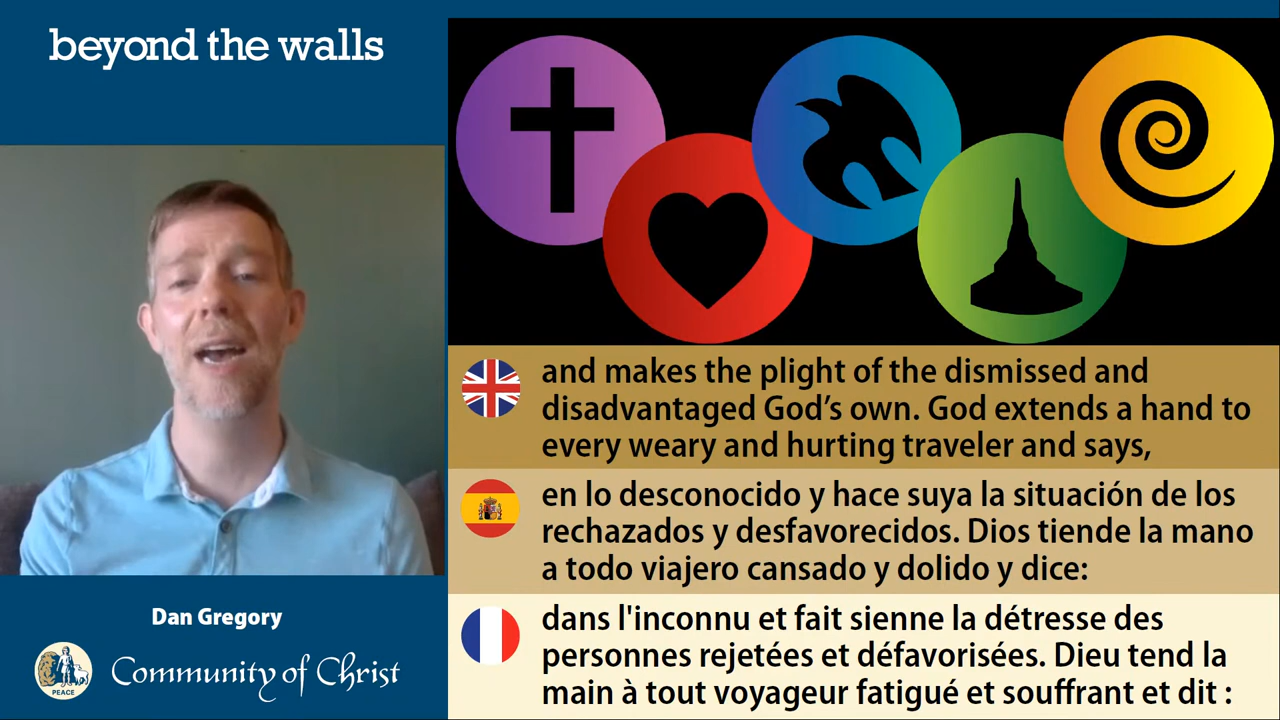 beyond the walls
and makes the plight of the dismissed and
disadvantaged God’s own. God extends a hand to
every weary and hurting traveler and says,
en lo desconocido y hace suya la situación de los
rechazados y desfavorecidos. Dios tiende la mano
a todo viajero cansado y dolido y dice:
dans l'inconnu et fait sienne la détresse des
personnes rejetées et défavorisées. Dieu tend la
main à tout voyageur fatigué et souffrant et dit :
Dan Gregory
PEACE
Community of Christ